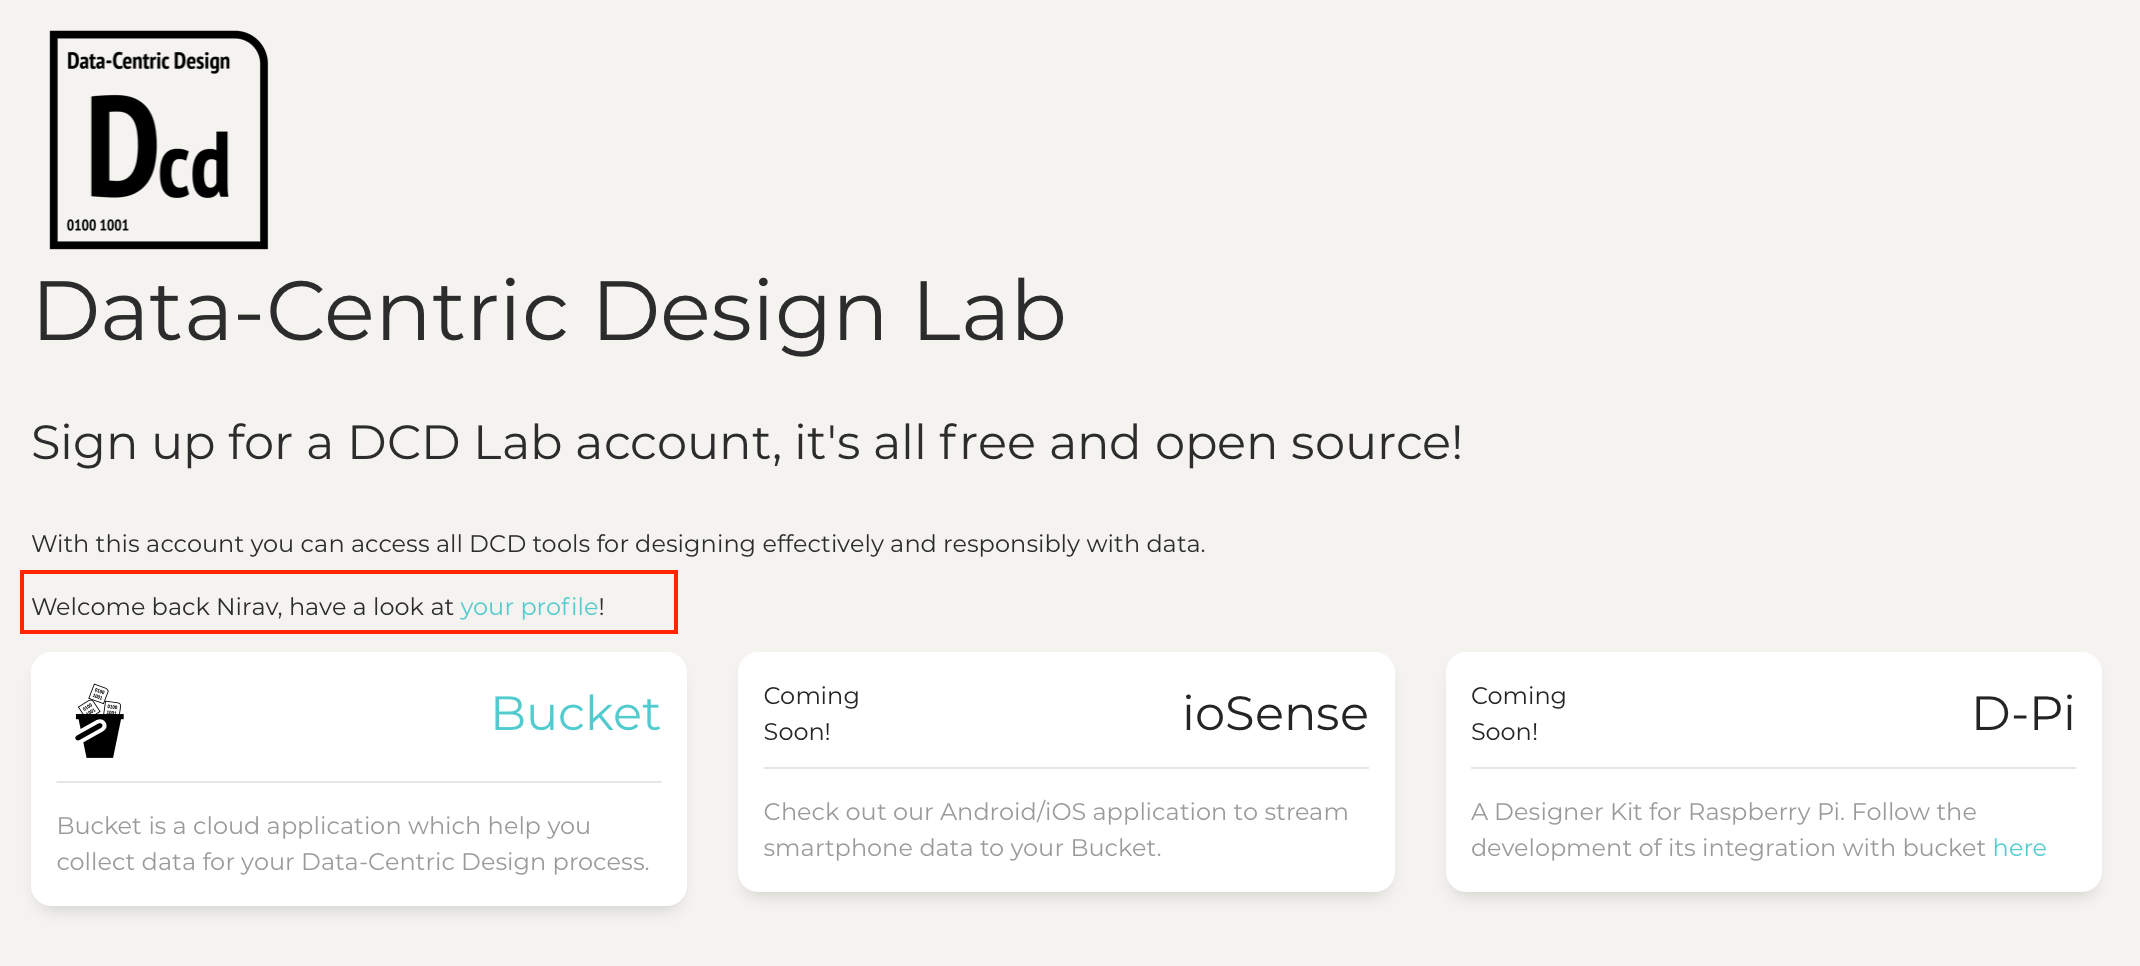 Data-Centric Design
Dcd
0100 1001
Data-Centric Design Lab
Sign up for a DCD Lab account, it's all free and open source!
With this account you can access all DCD tools for designing effectively and responsibly with data.
Welcome back Nirav, have a look at your profile!
Bucket
Bucket is a cloud application which help you
collect data for your Data-Centric Design process.
Coming
Soon!
ioSense
Check out our Android/iOS application to stream
smartphone data to your Bucket.
Coming
Soon!
D-Pi
A Designer Kit for Raspberry Pi. Follow the
development of its integration with bucket here